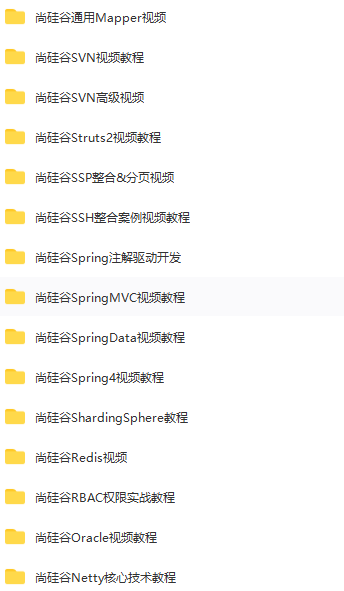 尚硅谷通用Mapper视频
尚硅谷SVN视频教程
尚硅谷SVN高级视频
尚硅谷Struts2视频教程
尚硅谷SSP整合&分页视频
尚硅谷SSH整合案例视频教程
尚硅谷Spring注解驱动开发
尚硅谷SpringMVC视频教程
尚硅谷SpringData视频教程
尚硅谷Spring4视频教程
尚硅谷ShardingSphere教程
尚硅谷Redis视频
尚硅谷RBAC权限实战教程
尚硅谷Oracle视频教程
尚硅谷Netty核心技术教程